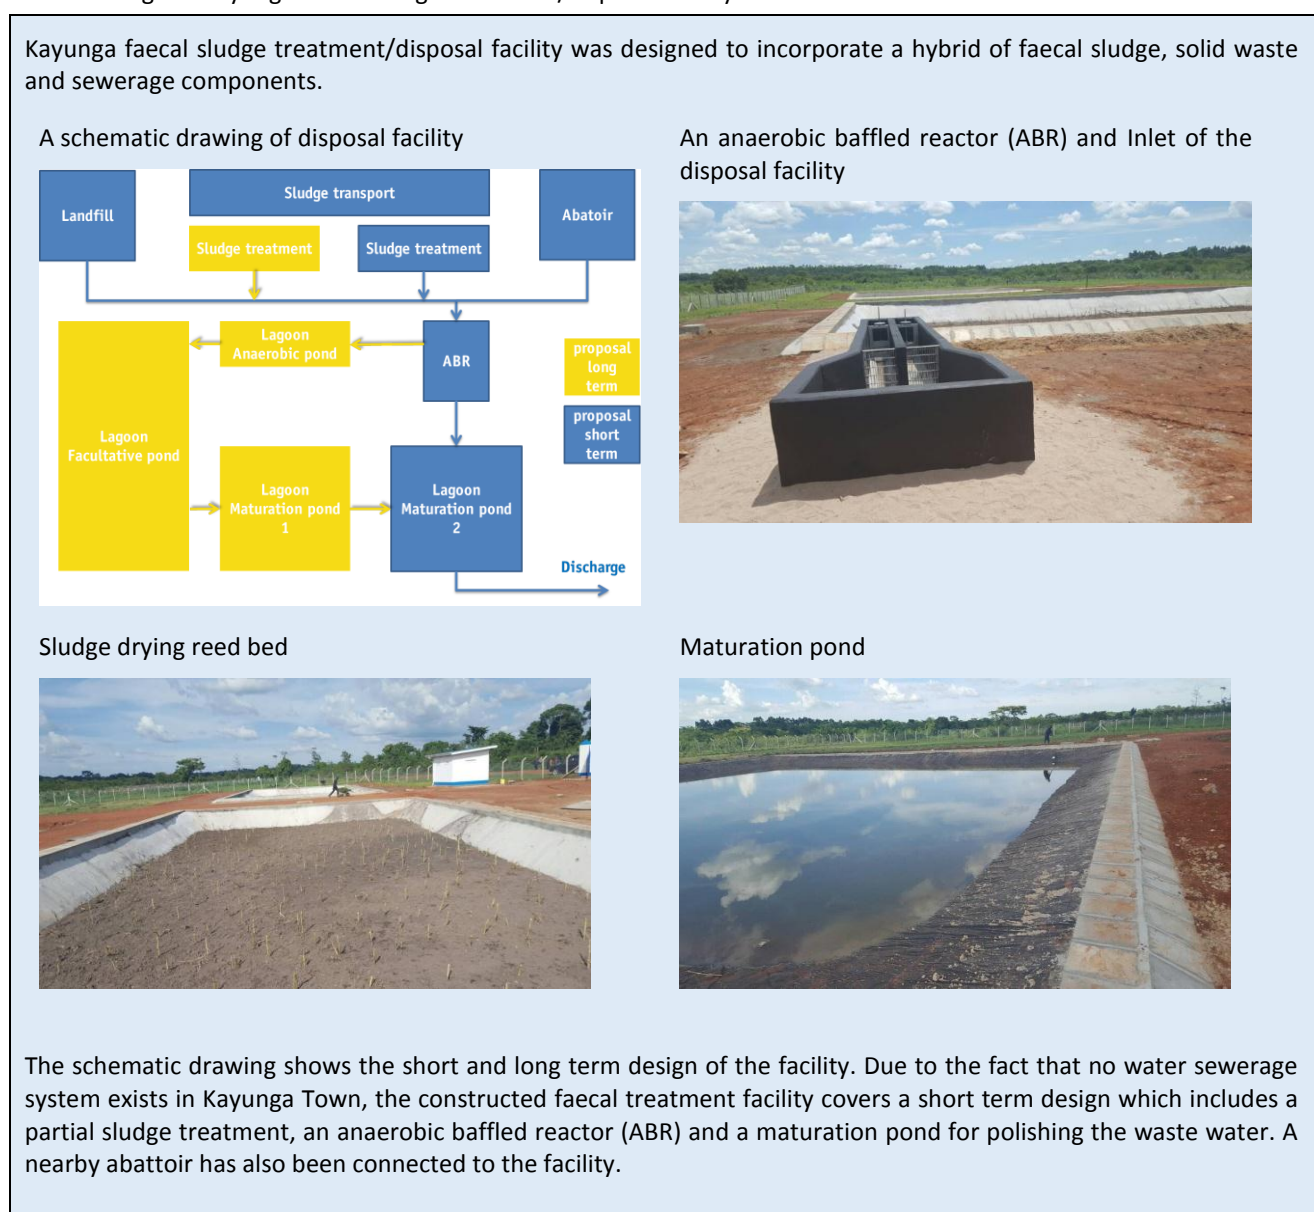 Kayunga faecal sludge treatment/disposal facility was designed to incorporate a hybrid of faecal sludge, solid waste
and sewerage components.
A schematic drawing of disposal facility
An anaerobic baffled reactor (ABR) and Inlet of the
disposal facility
Landfill
Sludge transport
Abatoir
Sludge treatment
Sludge treatment
Lagoon
Anaerobic pond
ABR
proposal
long
term
proposal
short
term
Lagoon
Facultative pond
Lagoon
Maturation pond
1
Lagoon
Maturation pond
2
Discharge
Sludge drying reed bed
Maturation pond
The schematic drawing shows the short and long term design of the facility. Due to the fact that no water sewerage
system exists in Kayunga Town, the constructed faecal treatment facility covers a short term design which includes a
partial sludge treatment, an anaerobic baffled reactor (ABR) and a maturation pond for polishing the waste water. A
nearby abattoir has also been connected to the facility.